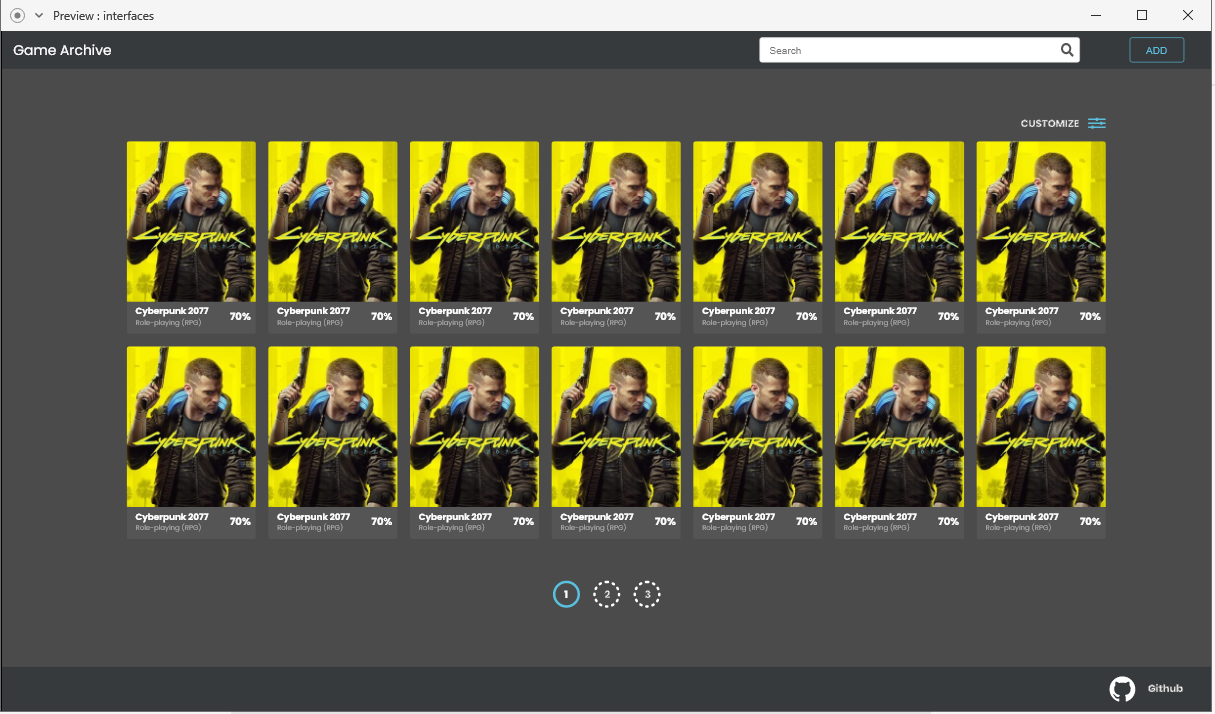 Preview : interfaces
Game Archive
Search
ADD
CUSTOMIZE
CYBERPUNK CYBERPUNK CYBERPUNK CYBERPUNK CYBERPUNK CYBERPUNK CYBERPUNK
Cyberpunk 2077 70% Cyberpunk 2077 70% Cyberpunk 2077 70% Cyberpunk 2077 70% Cyberpunk 2077 70% Cyberpunk 2077 70% Cyberpunk 2077 70%
Role-playing (RPG) Role-playing (RPG) Role-playing (RPG) Role-playing (RPG) Role-playing (RPG) Role-playing (RPG) Role-playing (RPG)
CYBERPUNK CYBERPUNK CYBERPUNK CYBERPUNK CYBERPUNK CYBERPUNK CYBERPUNK
Cyberpunk 2077 70% Cyberpunk 2077 70% Cyberpunk 2077 70% Cyberpunk 2077 70% Cyberpunk 2077 70% Cyberpunk 2077 70% Cyberpunk 2077 70%
Role-playing (RPG) Role-playing (RPG) Role-playing (RPG) Role-playing (RPG) Role-playing (RPG) Role-playing (RPG) Role-playing (RPG)
1 2 3
Github